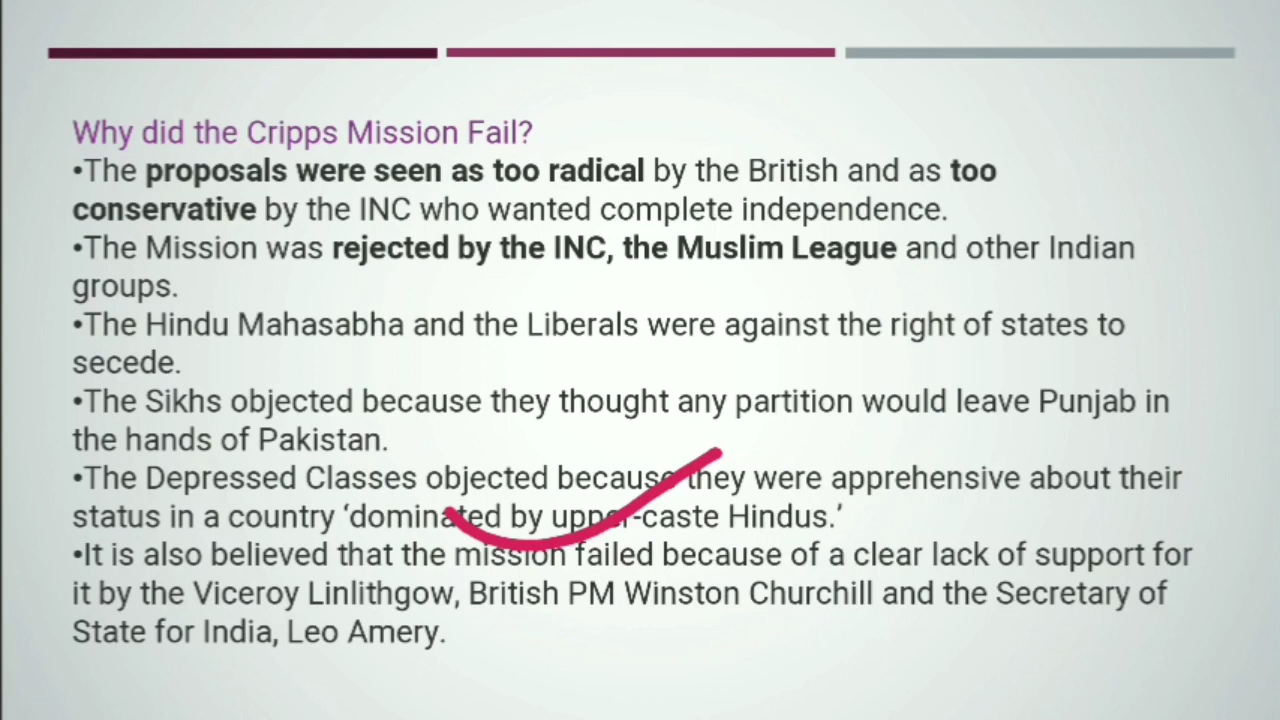 Why did the Cripps Mission Fail?
•The proposals were seen as too radical by the British and as too
conservative by the INC who wanted complete independence.
•The Mission was rejected by the INC, the Muslim League and other Indian
groups.
•The Hindu Mahasabha and the Liberals were against the right of states to
secede.
•The Sikhs objected because they thought any partition would leave Punjab in
the hands of Pakistan.
•The Depressed Classes objected because they were apprehensive about their
status in a country ‘dominated by upper-caste Hindus.’
•It is also believed that the mission failed because of a clear lack of support for
it by the Viceroy Linlithgow, British PM Winston Churchill and the Secretary of
State for India, Leo Amery.